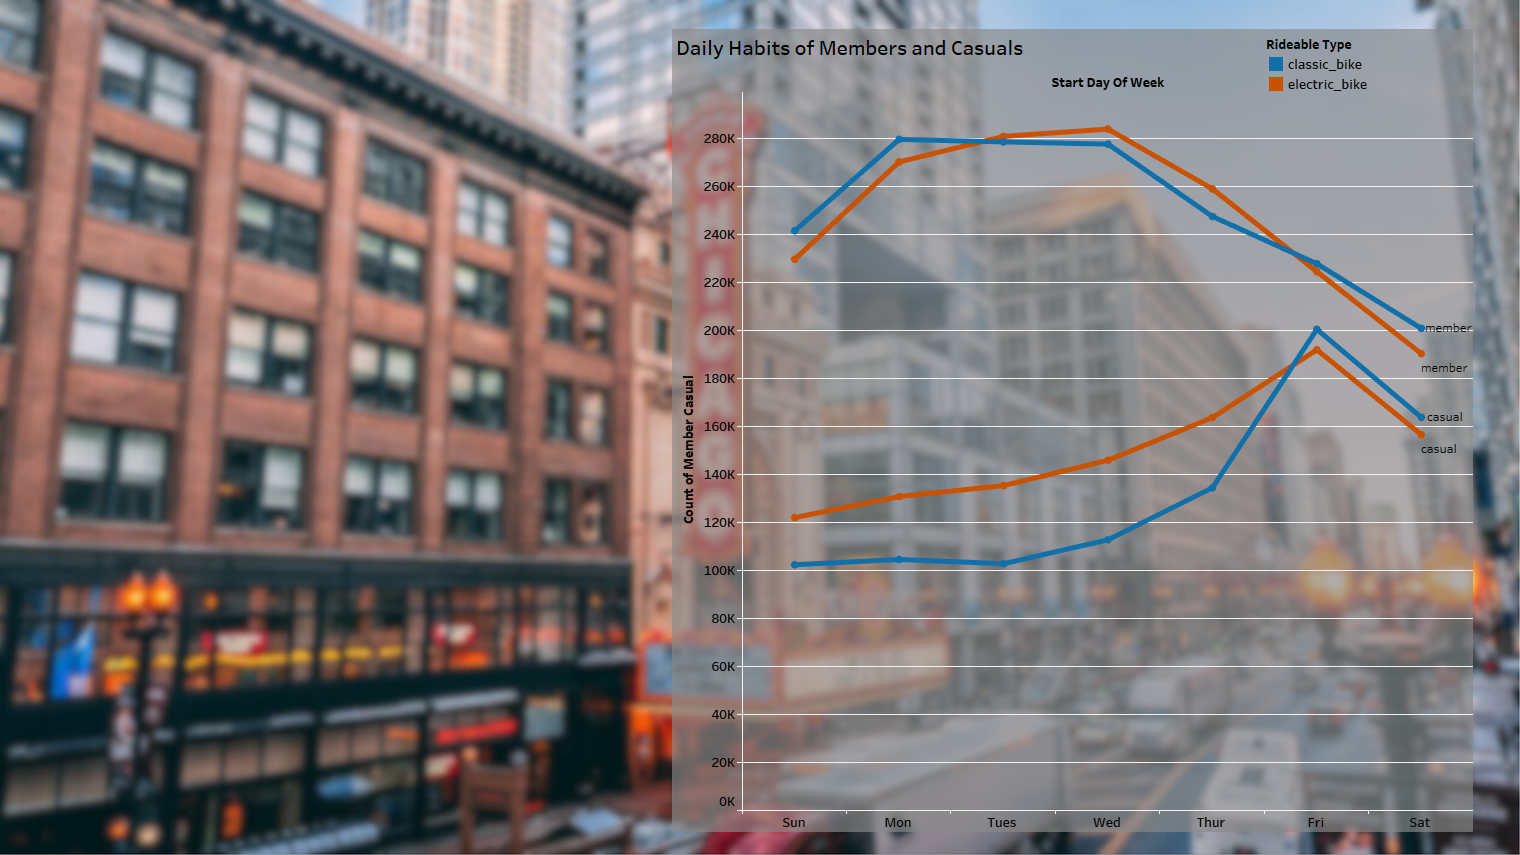 Daily Habits of Members and Casuals
Rideable Type
classic_bike
electric_bike
Start Day Of Week
Count of Member Casual
280K
260K
240K
220K
200K
180K
160K
140K
120K
100K
80K
60K
40K
20K
0K
member
member
casual
casual
Sun Mon Tues Wed Thur Fri Sat
CHICAGO